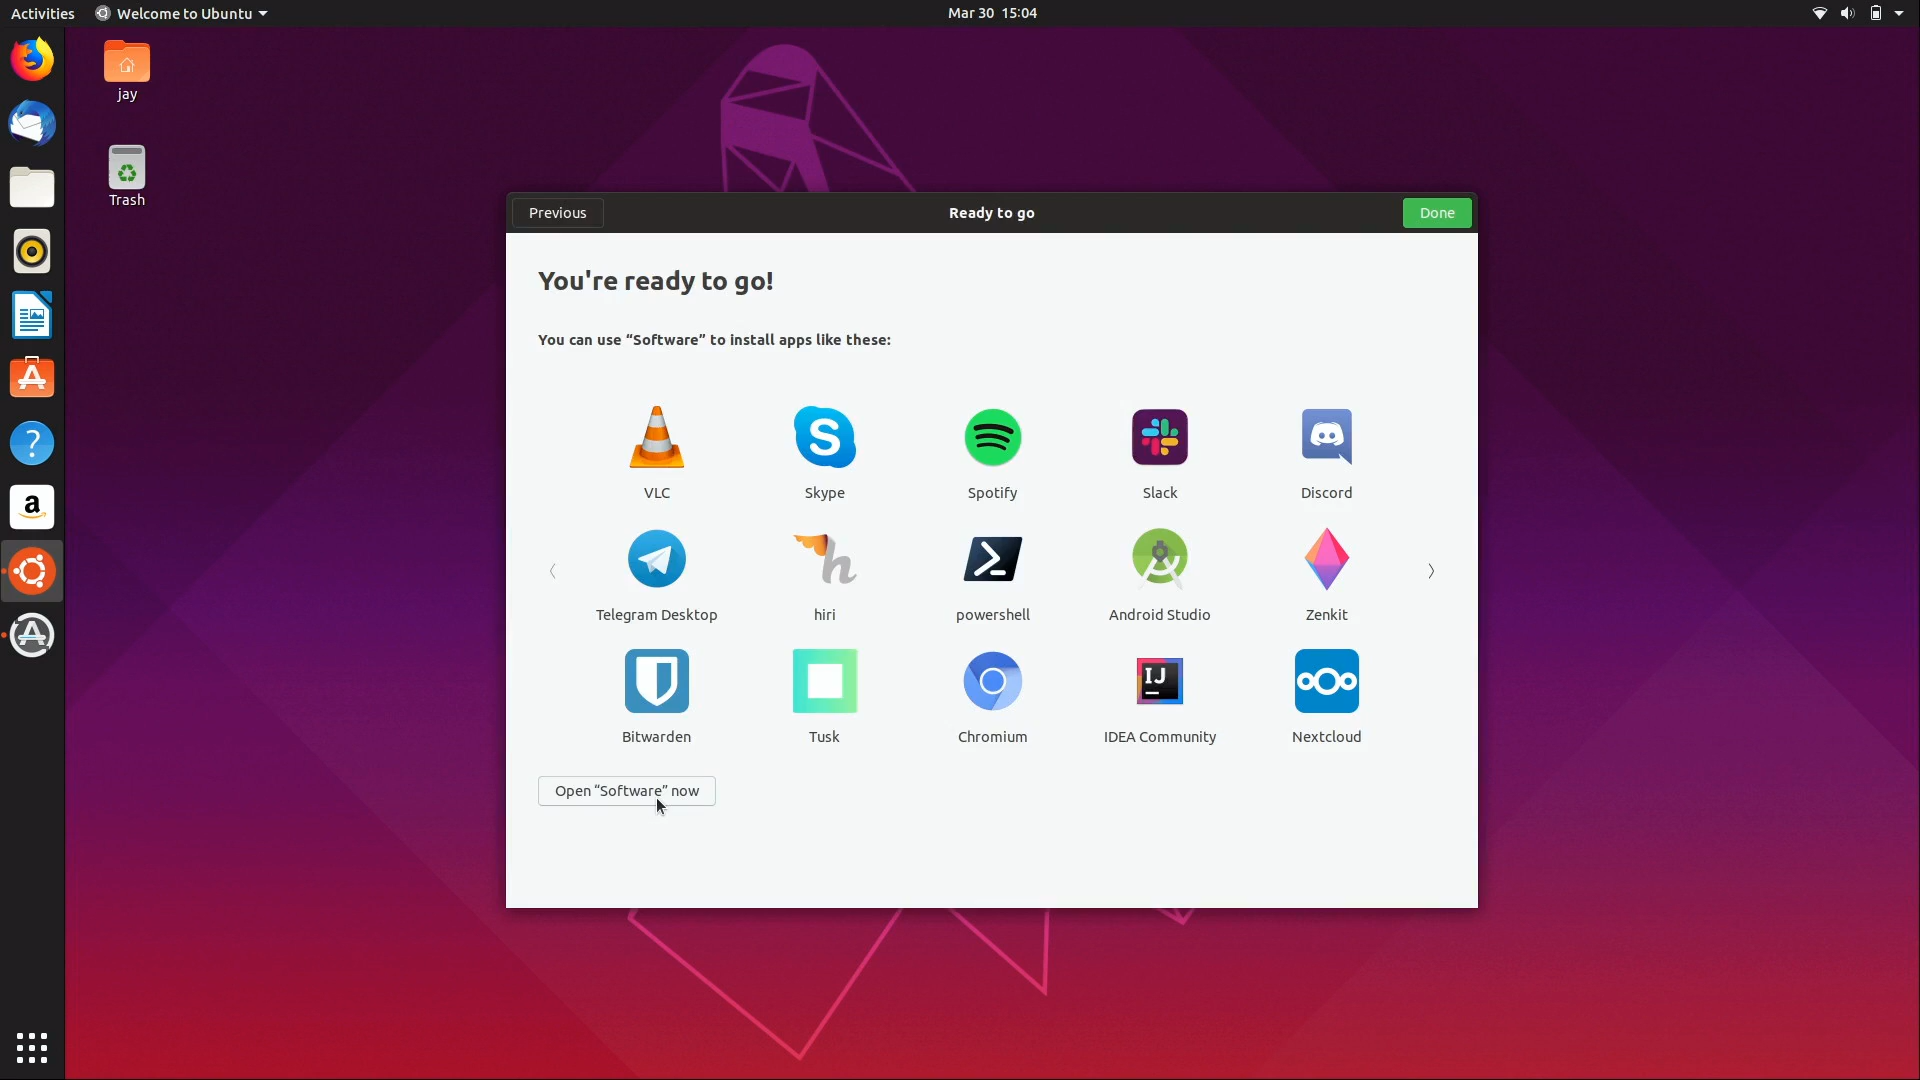 Activities
Welcome to Ubuntu
Mar 30 15:04
jay
Trash
Previous
Ready to go
Done
You're ready to go!
You can use “Software” to install apps like these:
VLC
Skype
Spotify
Slack
Discord
Telegram Desktop
hiri
powershell
Android Studio
Zenkit
Bitwarden
Tusk
Chromium
IJ
IDEA Community
Nextcloud
Open “Software” now